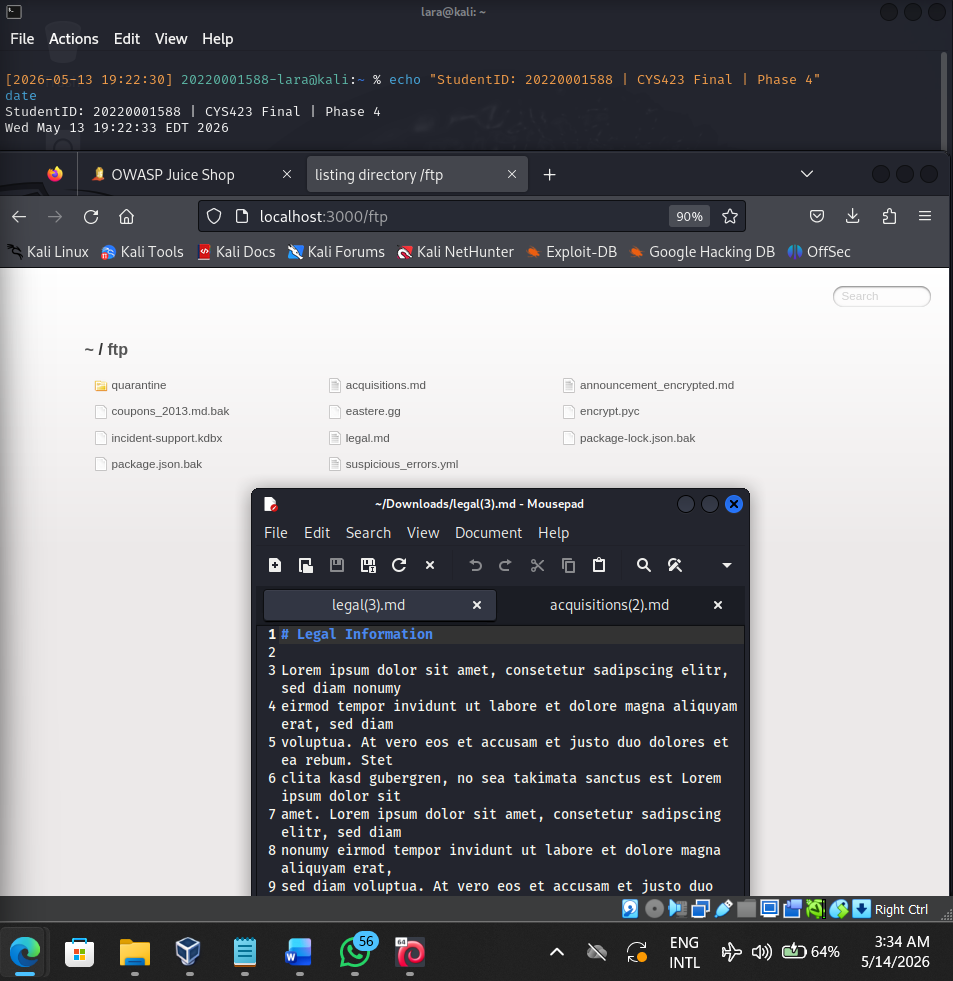 lara@kali: ~
File Actions Edit View Help
[2026-05-13 19:22:30] 20220001588-lara@kali:~ % echo "StudentID: 20220001588 | CYS423 Final | Phase 4"
date
StudentID: 20220001588 | CYS423 Final | Phase 4
Wed May 13 19:22:33 EDT 2026
OWASP Juice Shop
listing directory /ftp
localhost:3000/ftp 90%
Kali Linux Kali Tools Kali Docs Kali Forums Kali NetHunter Exploit-DB Google Hacking DB OffSec
Search
~ / ftp
quarantine acquisitions.md announcement_encrypted.md
coupons_2013.md.bak eastere.gg encrypt.pyc
incident-support.kdbx legal.md package-lock.json.bak
package.json.bak suspicious_errors.yml
~/Downloads/legal(3).md - Mousepad
File Edit Search View Document Help
legal(3).md acquisitions(2).md
1 # Legal Information
2
3 Lorem ipsum dolor sit amet, consetetur sadipscing elitr,
sed diam nonumy
4 eirmod tempor invidunt ut labore et dolore magna aliquyam
erat, sed diam
5 voluptua. At vero eos et accusam et justo duo dolores et
ea rebum. Stet
6 clita kasd gubergren, no sea takimata sanctus est Lorem
ipsum dolor sit
7 amet. Lorem ipsum dolor sit amet, consetetur sadipscing
elitr, sed diam
8 nonumy eirmod tempor invidunt ut labore et dolore magna
aliquyam erat,
9 sed diam voluptua. At vero eos et accusam et justo duo
Right Ctrl
56
64
ENG
INTL
64%
3:34 AM
5/14/2026